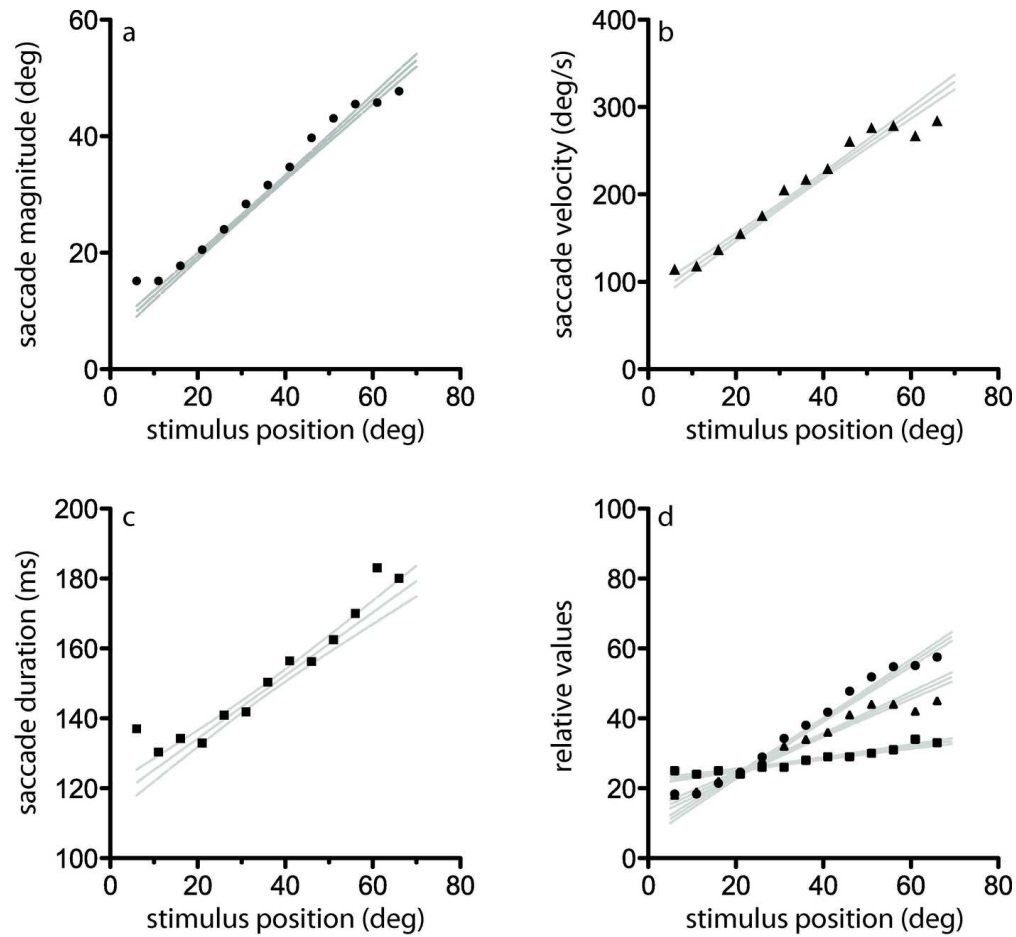 a
saccade magnitude (deg)
60
40
20
0
0 20 40 60 80
stimulus position (deg)
b
saccade velocity (deg/s)
400
300
200
100
0
0 20 40 60 80
stimulus position (deg)
c
saccade duration (ms)
200
180
160
140
120
100
0 20 40 60 80
stimulus position (deg)
d
relative values
100
80
60
40
20
0
0 20 40 60 80
stimulus position (deg)